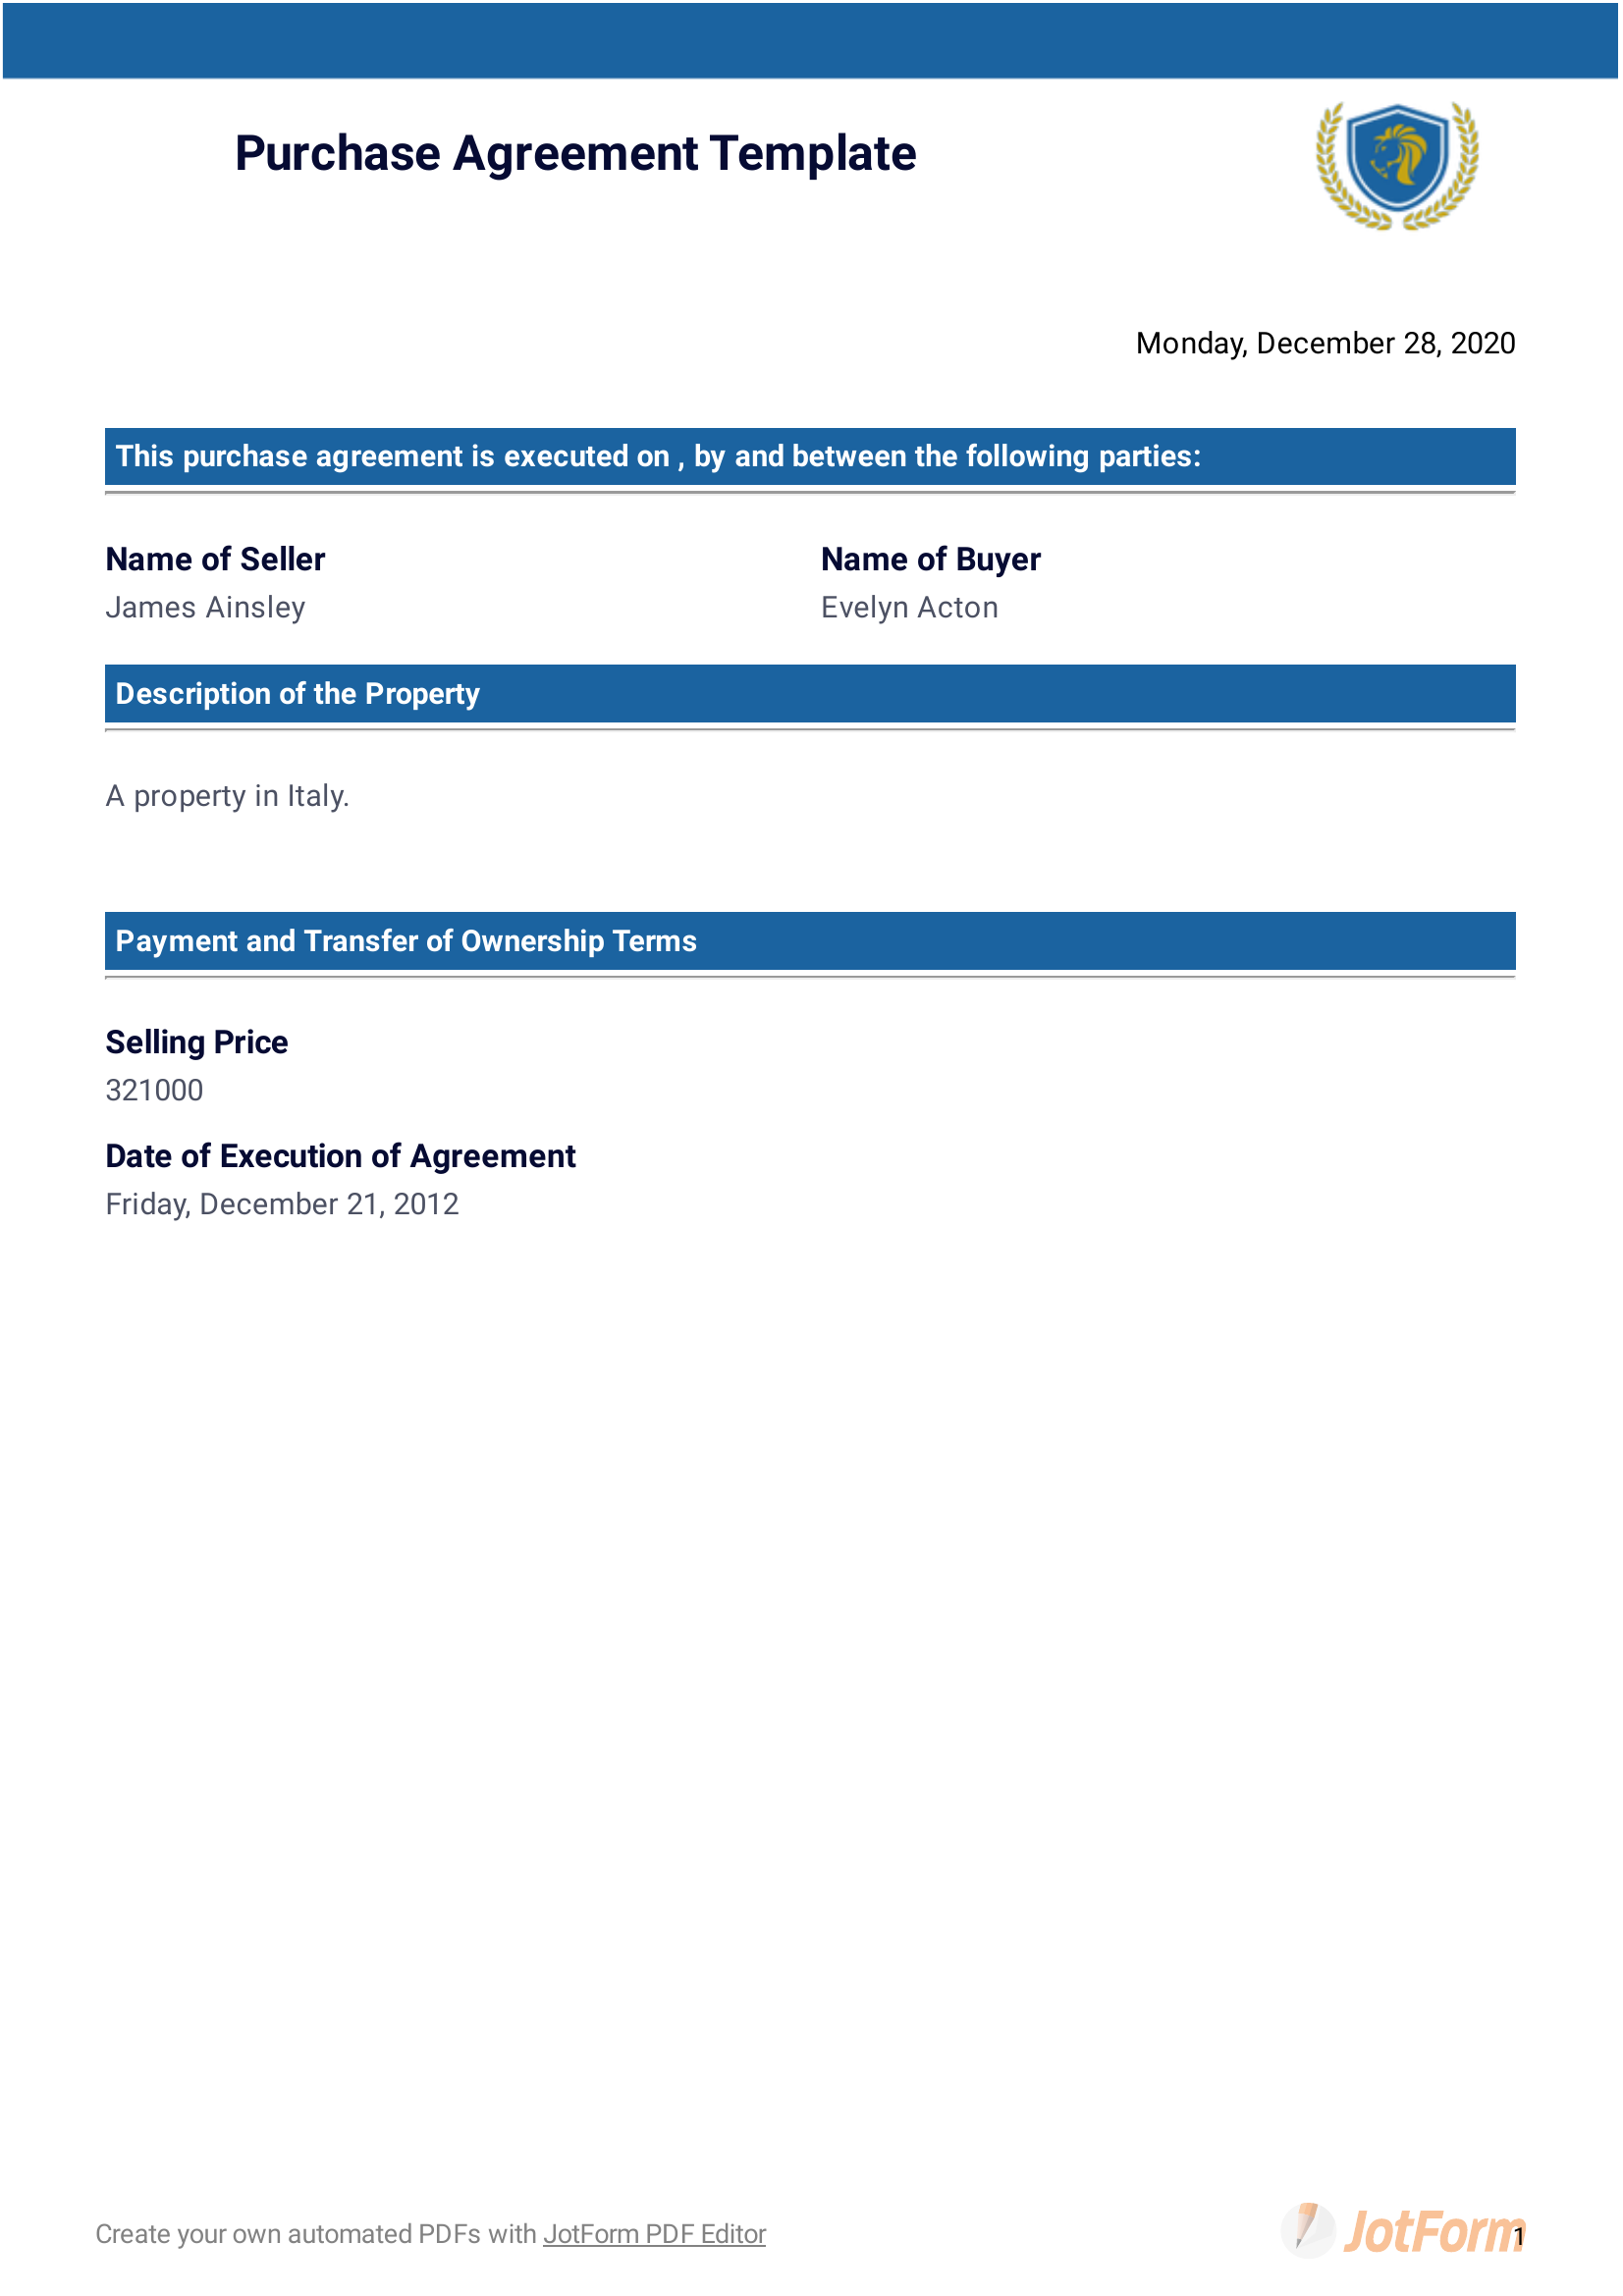 Purchase Agreement Template
Monday, December 28, 2020
This purchase agreement is executed on , by and between the following parties:
Name of Seller
James Ainsley
Name of Buyer
Evelyn Acton
Description of the Property
A property in Italy.
Payment and Transfer of Ownership Terms
Selling Price
321000
Date of Execution of Agreement
Friday, December 21, 2012
Create your own automated PDFs with JotForm PDF Editor
JotForm
1